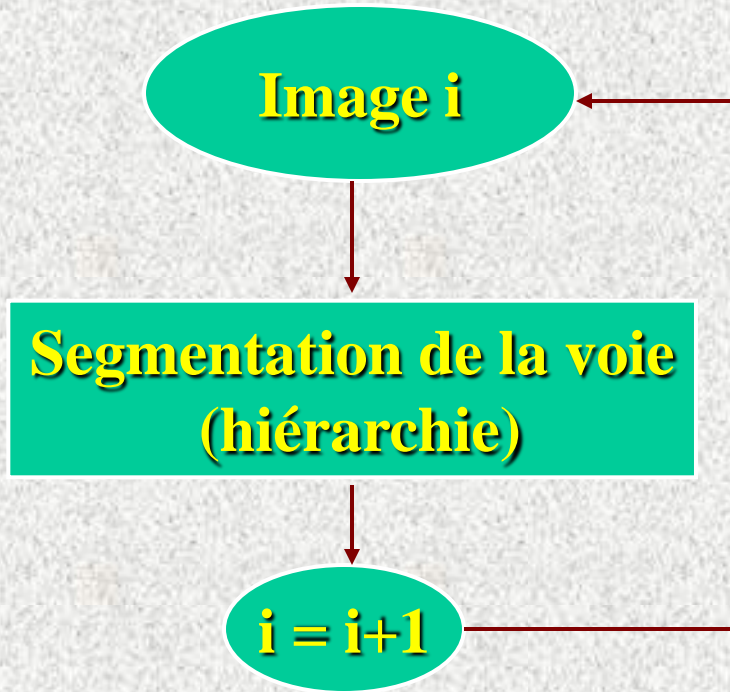 Image i
Segmentation de la voie
(hiérarchie)
i = i+1